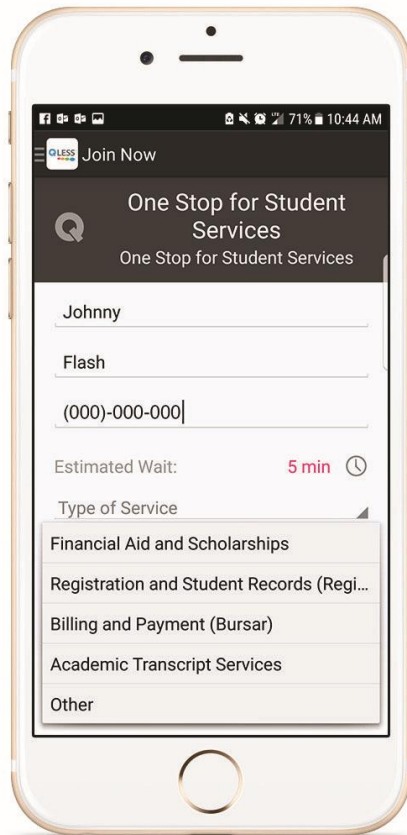 71% 10:44 AM
QLESS Join Now
One Stop for Student
Services
One Stop for Student Services
Johnny
Flash
(000)-000-000
Estimated Wait: 5 min
Type of Service
Financial Aid and Scholarships
Registration and Student Records (Regi...
Billing and Payment (Bursar)
Academic Transcript Services
Other